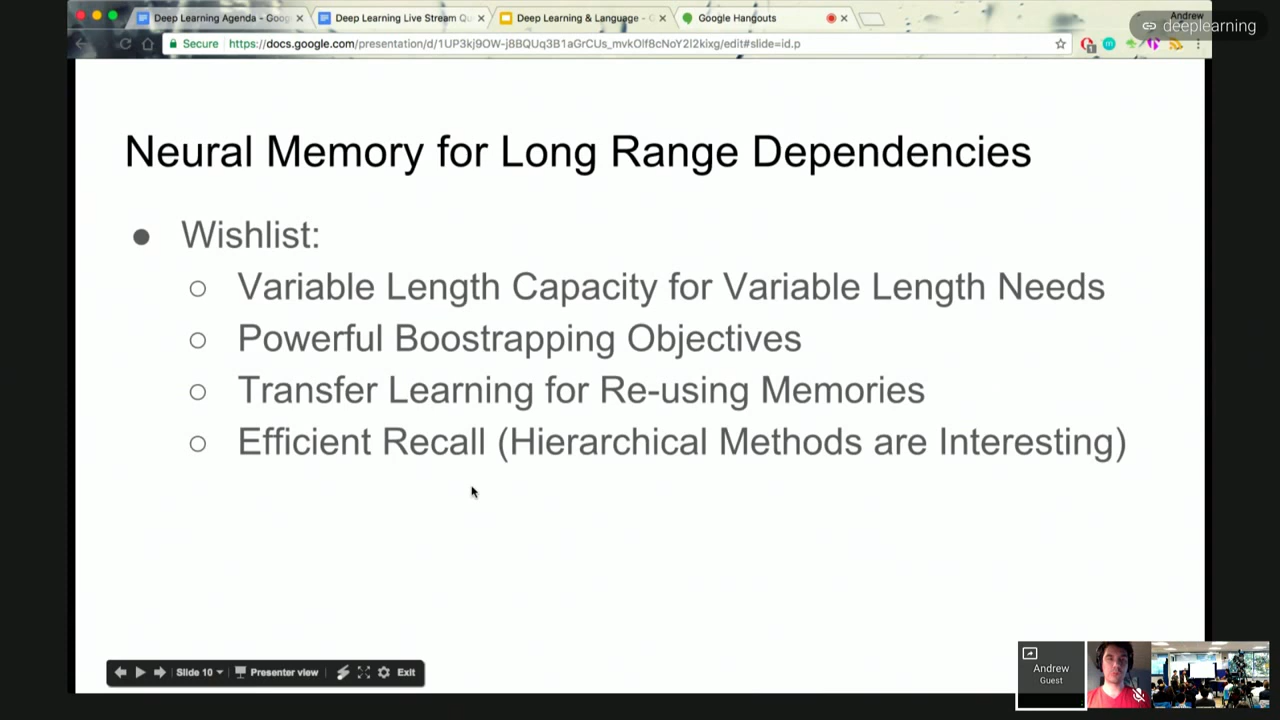 Deep Learning Agenda - Goog
Deep Learning Live Stream Qu
Deep Learning & Language - G
Google Hangouts
Andrew
deeplearning
Secure
https://docs.google.com/presentation/d/1UP3kj9OW-j8BQUq3B1aGrCUs_mvkOlf8cNoY2l2kixg/edit#slide=id.p
Neural Memory for Long Range Dependencies
Wishlist:
Variable Length Capacity for Variable Length Needs
Powerful Boostrapping Objectives
Transfer Learning for Re-using Memories
Efficient Recall (Hierarchical Methods are Interesting)
Slide 10 Presenter view Exit
Andrew
Guest